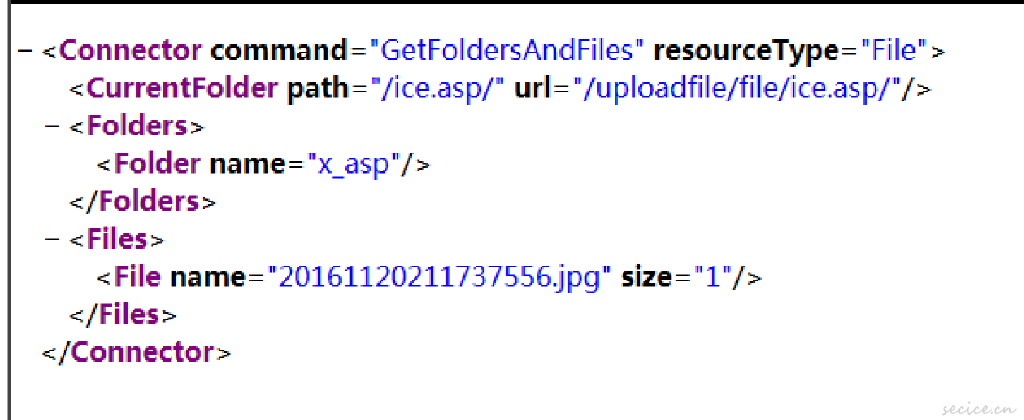 − <Connector command="GetFoldersAndFiles" resourceType="File">
<CurrentFolder path="/ice.asp/" url="/uploadfile/file/ice.asp/"/>
− <Folders>
<Folder name="x_asp"/>
</Folders>
− <Files>
<File name="20161120211737556.jpg" size="1"/>
</Files>
</Connector>
secice.cn